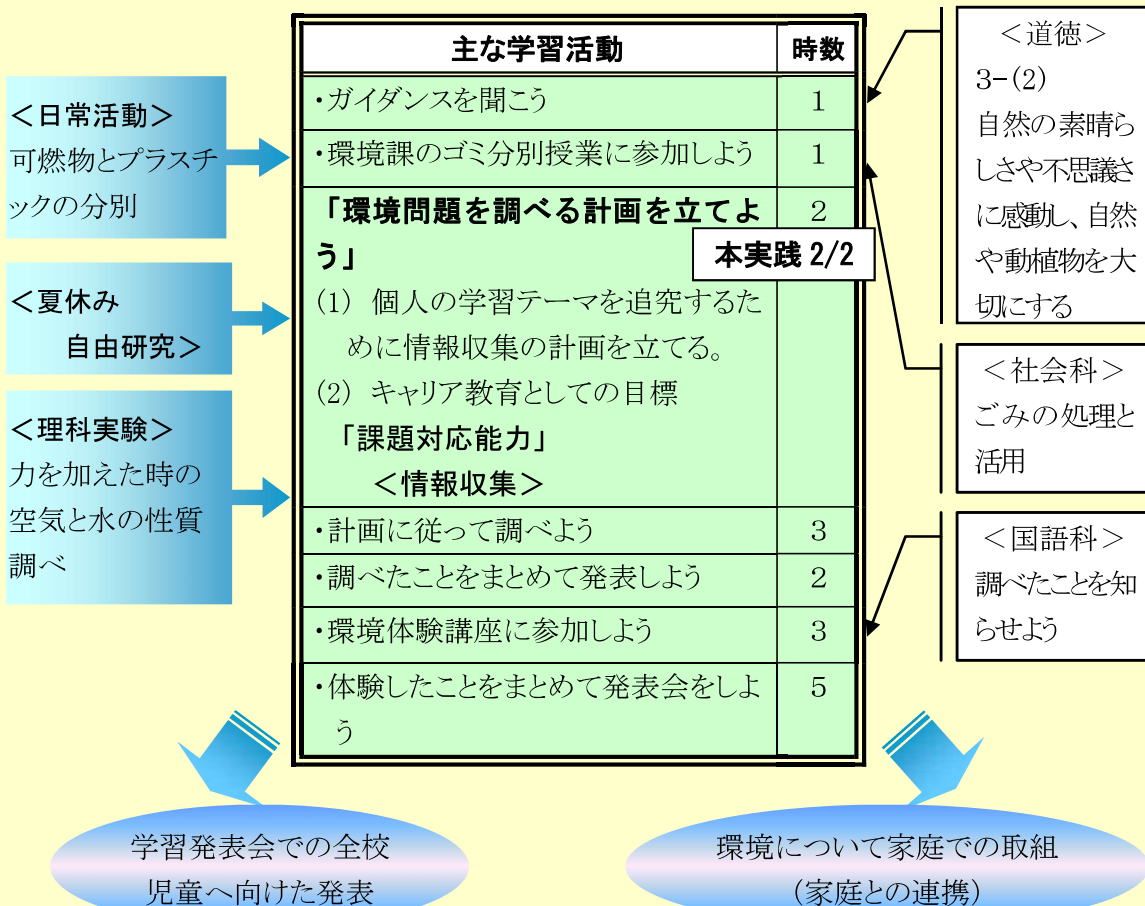 ＜日常活動＞
可燃物とプラスチ
ックの分別
＜夏休み
自由研究＞
＜理科実験＞
力を加えた時の
空気と水の性質
調べ
主な学習活動 時数
・ガイダンスを聞こう 1
・環境課のゴミ分別授業に参加しよう 1
「環境問題を調べる計画を立てよ 2
う」
本実践 2/2
(1) 個人の学習テーマを追究するた
めに情報収集の計画を立てる。
(2) キャリア教育としての目標
「課題対応能力」
＜情報収集＞
・計画に従って調べよう 3
・調べたことをまとめて発表しよう 2
・環境体験講座に参加しよう 3
・体験したことをまとめて発表会をしよ 5
う
＜道徳＞
3-(2)
自然の素晴ら
しさや不思議さ
に感動し、自然
や動植物を大
切にする
＜社会科＞
ごみの処理と
活用
＜国語科＞
調べたことを知
らせよう
学習発表会での全校
児童へ向けた発表
環境について家庭での取組
(家庭との連携)